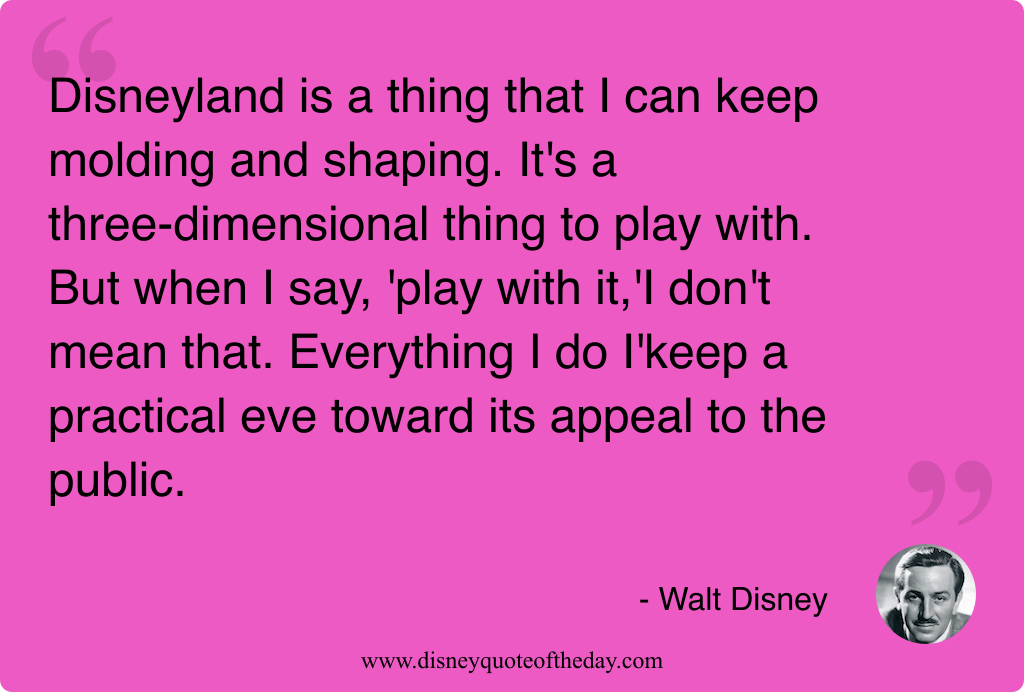 Disneyland is a thing that I can keep
molding and shaping. It's a
three-dimensional thing to play with.
But when I say, 'play with it,'I don't
mean that. Everything I do I'keep a
practical eve toward its appeal to the
public.
- Walt Disney
www.disneyquoteoftheday.com